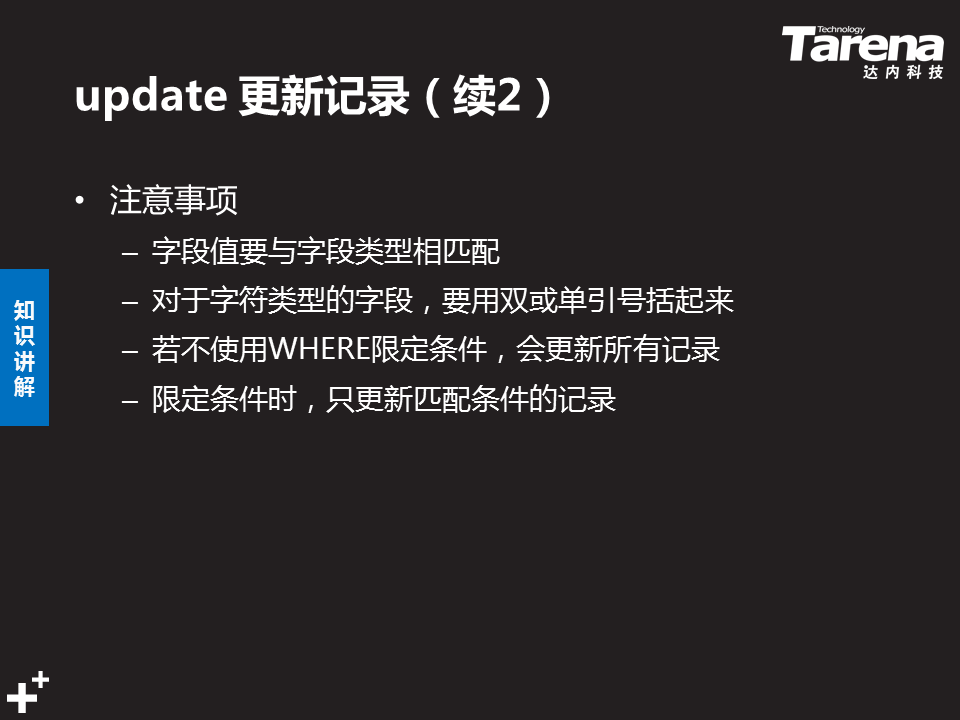 Technology
Tarena
达内科技
update 更新记录（续2）
• 注意事项
– 字段值要与字段类型相匹配
– 对于字符类型的字段，要用双或单引号括起来
– 若不使用WHERE限定条件，会更新所有记录
– 限定条件时，只更新匹配条件的记录
知识讲解